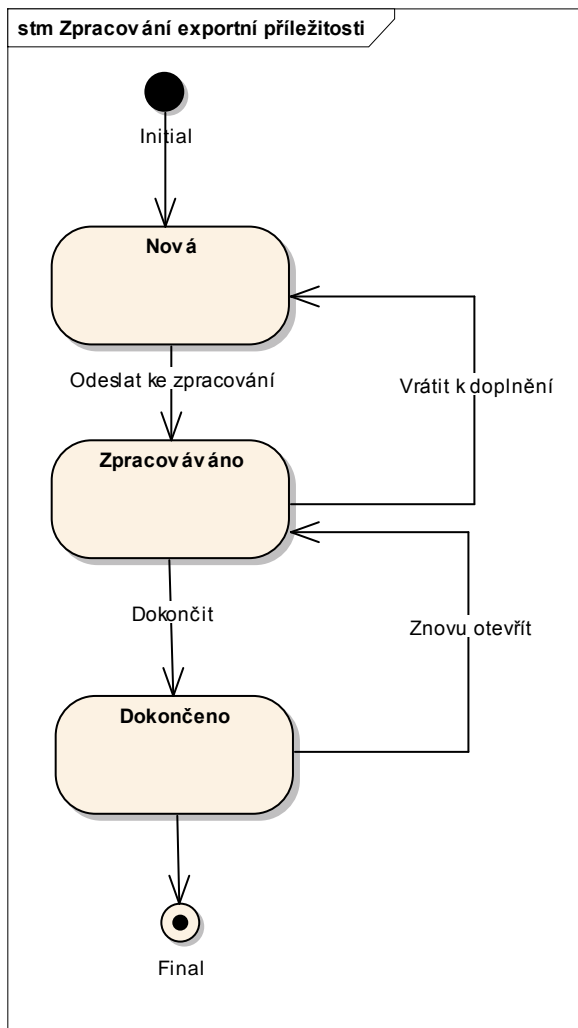 stm Zpracování exportní příležitosti
Initial
Nová
Odeslat ke zpracování
Vrátit k doplnění
Zpracováváno
Dokončit
Znovu otevřít
Dokončeno
Final